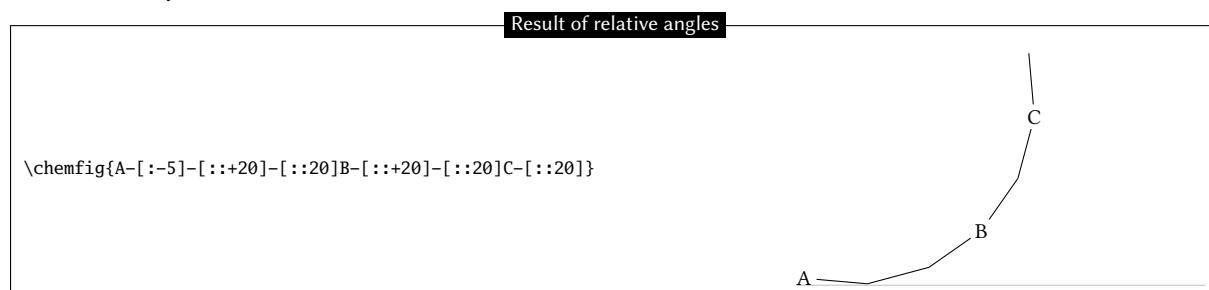 Result of relative angles
C
\chemfig{A-[:-5]-[::+20]-[::20]B-[::+20]-[::20]C-[::20]}
B
A